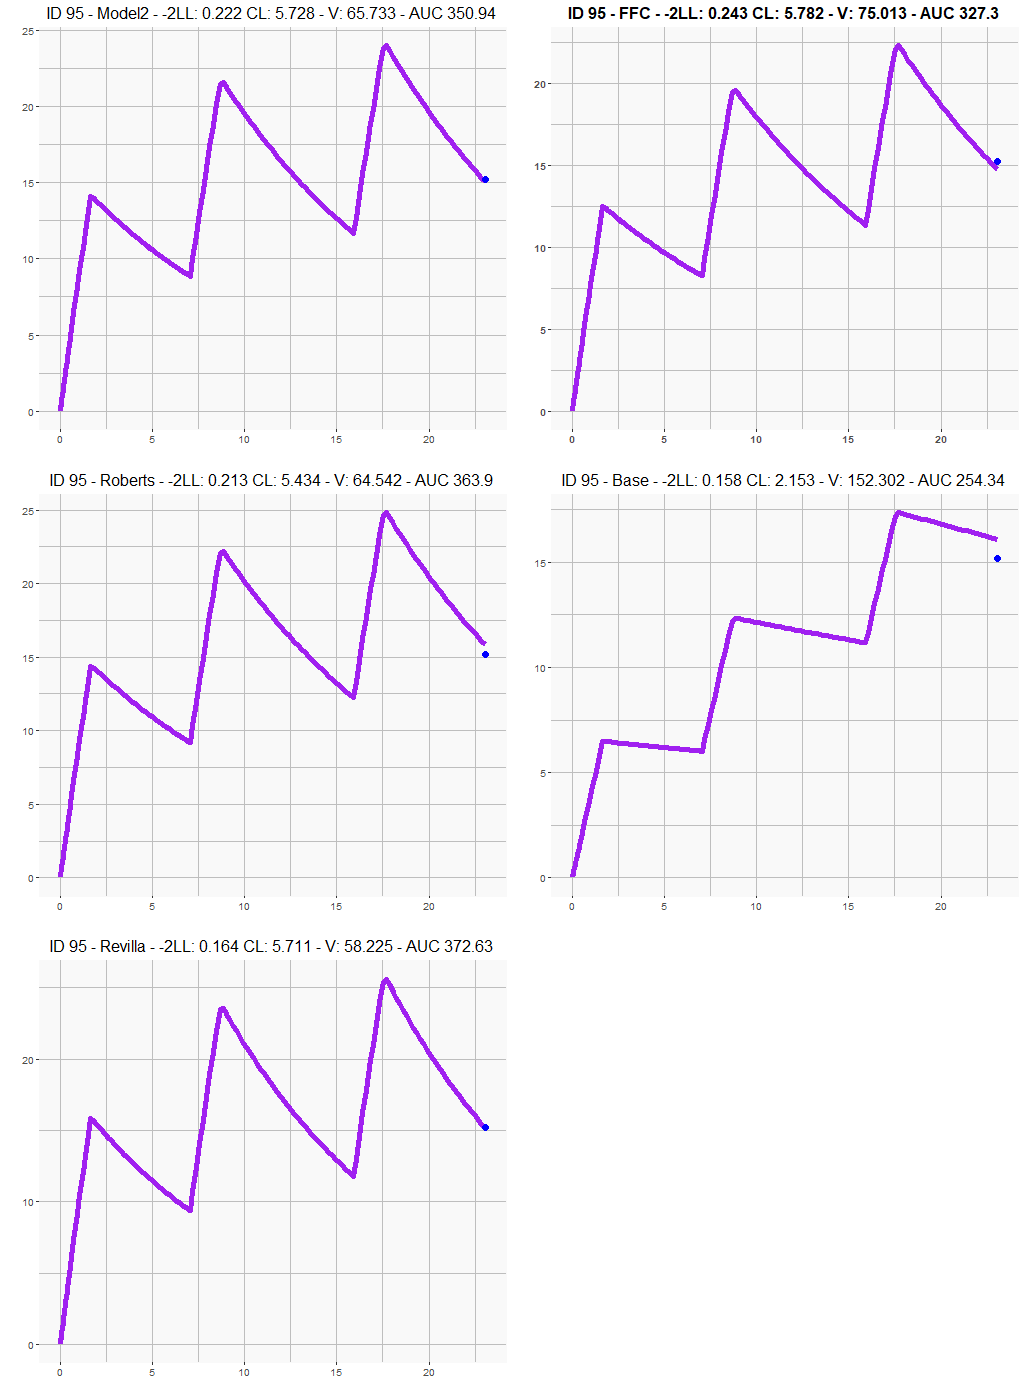 ID 95 - Model2 - -2LL: 0.222 CL: 5.728 - V: 65.733 - AUC 350.94
25
20
15
10
5
0
0 5 10 15 20
ID 95 - FFC - -2LL: 0.243 CL: 5.782 - V: 75.013 - AUC 327.3
20
15
10
5
0
0 5 10 15 20
ID 95 - Roberts - -2LL: 0.213 CL: 5.434 - V: 64.542 - AUC 363.9
25
20
15
10
5
0
0 5 10 15 20
ID 95 - Base - -2LL: 0.158 CL: 2.153 - V: 152.302 - AUC 254.34
15
10
5
0
0 5 10 15 20
ID 95 - Revilla - -2LL: 0.164 CL: 5.711 - V: 58.225 - AUC 372.63
20
10
0
0 5 10 15 20